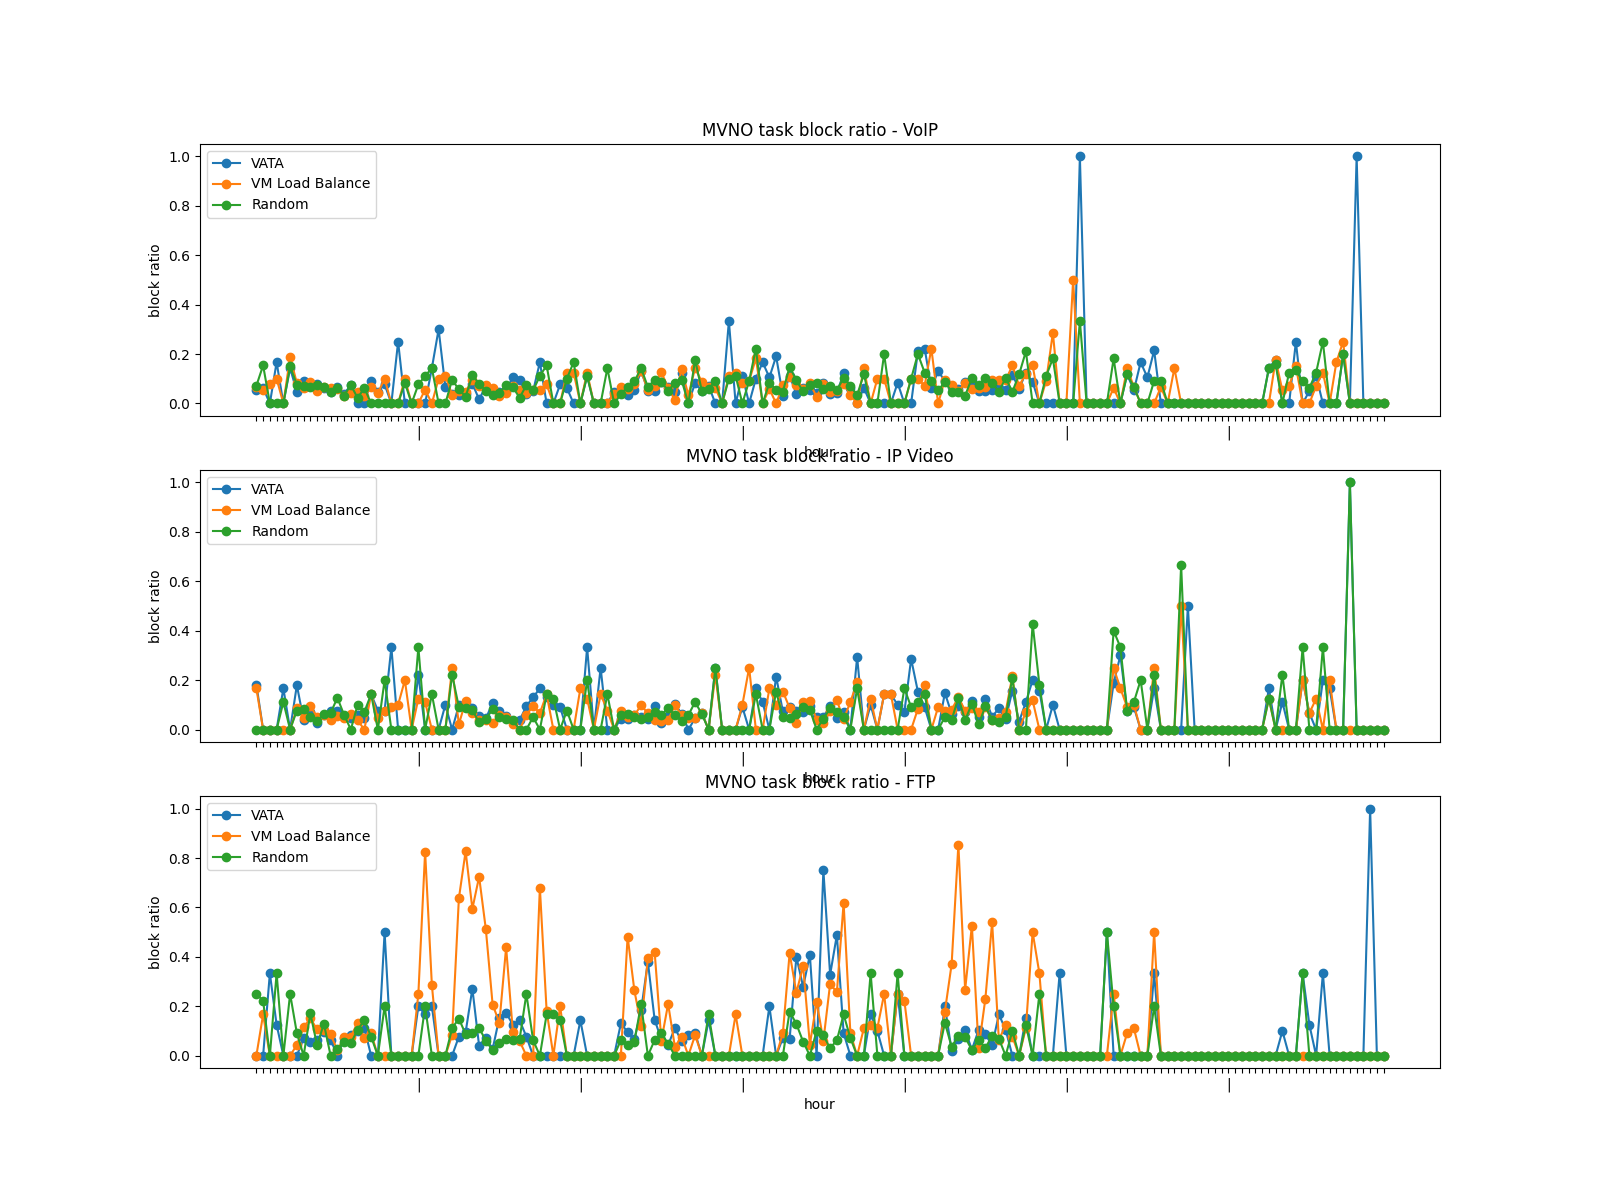 MVNO task block ratio - VoIP
1.0
0.8
0.6
0.4
0.2
0.0
block ratio
VATA
VM Load Balance
Random
hour
MVNO task block ratio - IP Video
1.0
0.8
0.6
0.4
0.2
0.0
block ratio
VATA
VM Load Balance
Random
hour
MVNO task block ratio - FTP
1.0
0.8
0.6
0.4
0.2
0.0
block ratio
VATA
VM Load Balance
Random
hour